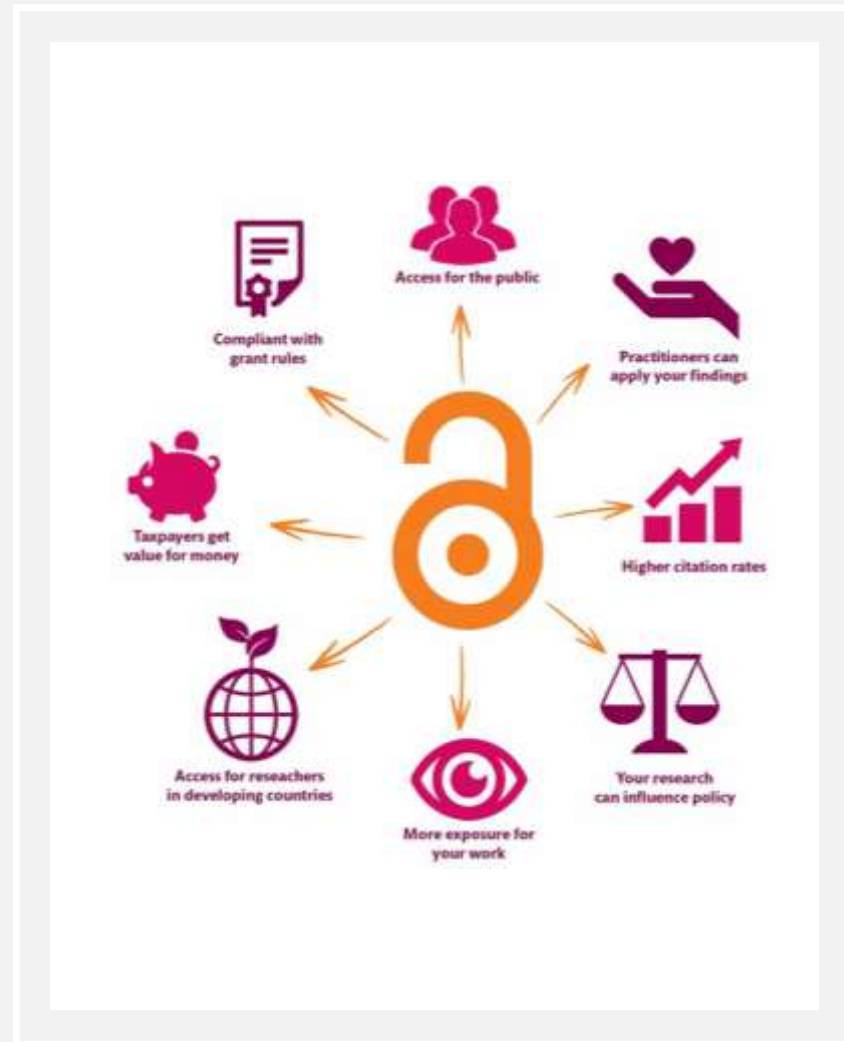 Access for the public
Compliant with
grant rules
Practitioners can
apply your findings
Taxpayers get
value for money
Higher citation rates
Access for reseachers
in developing countries
Your research
can influence policy
More exposure for
your work